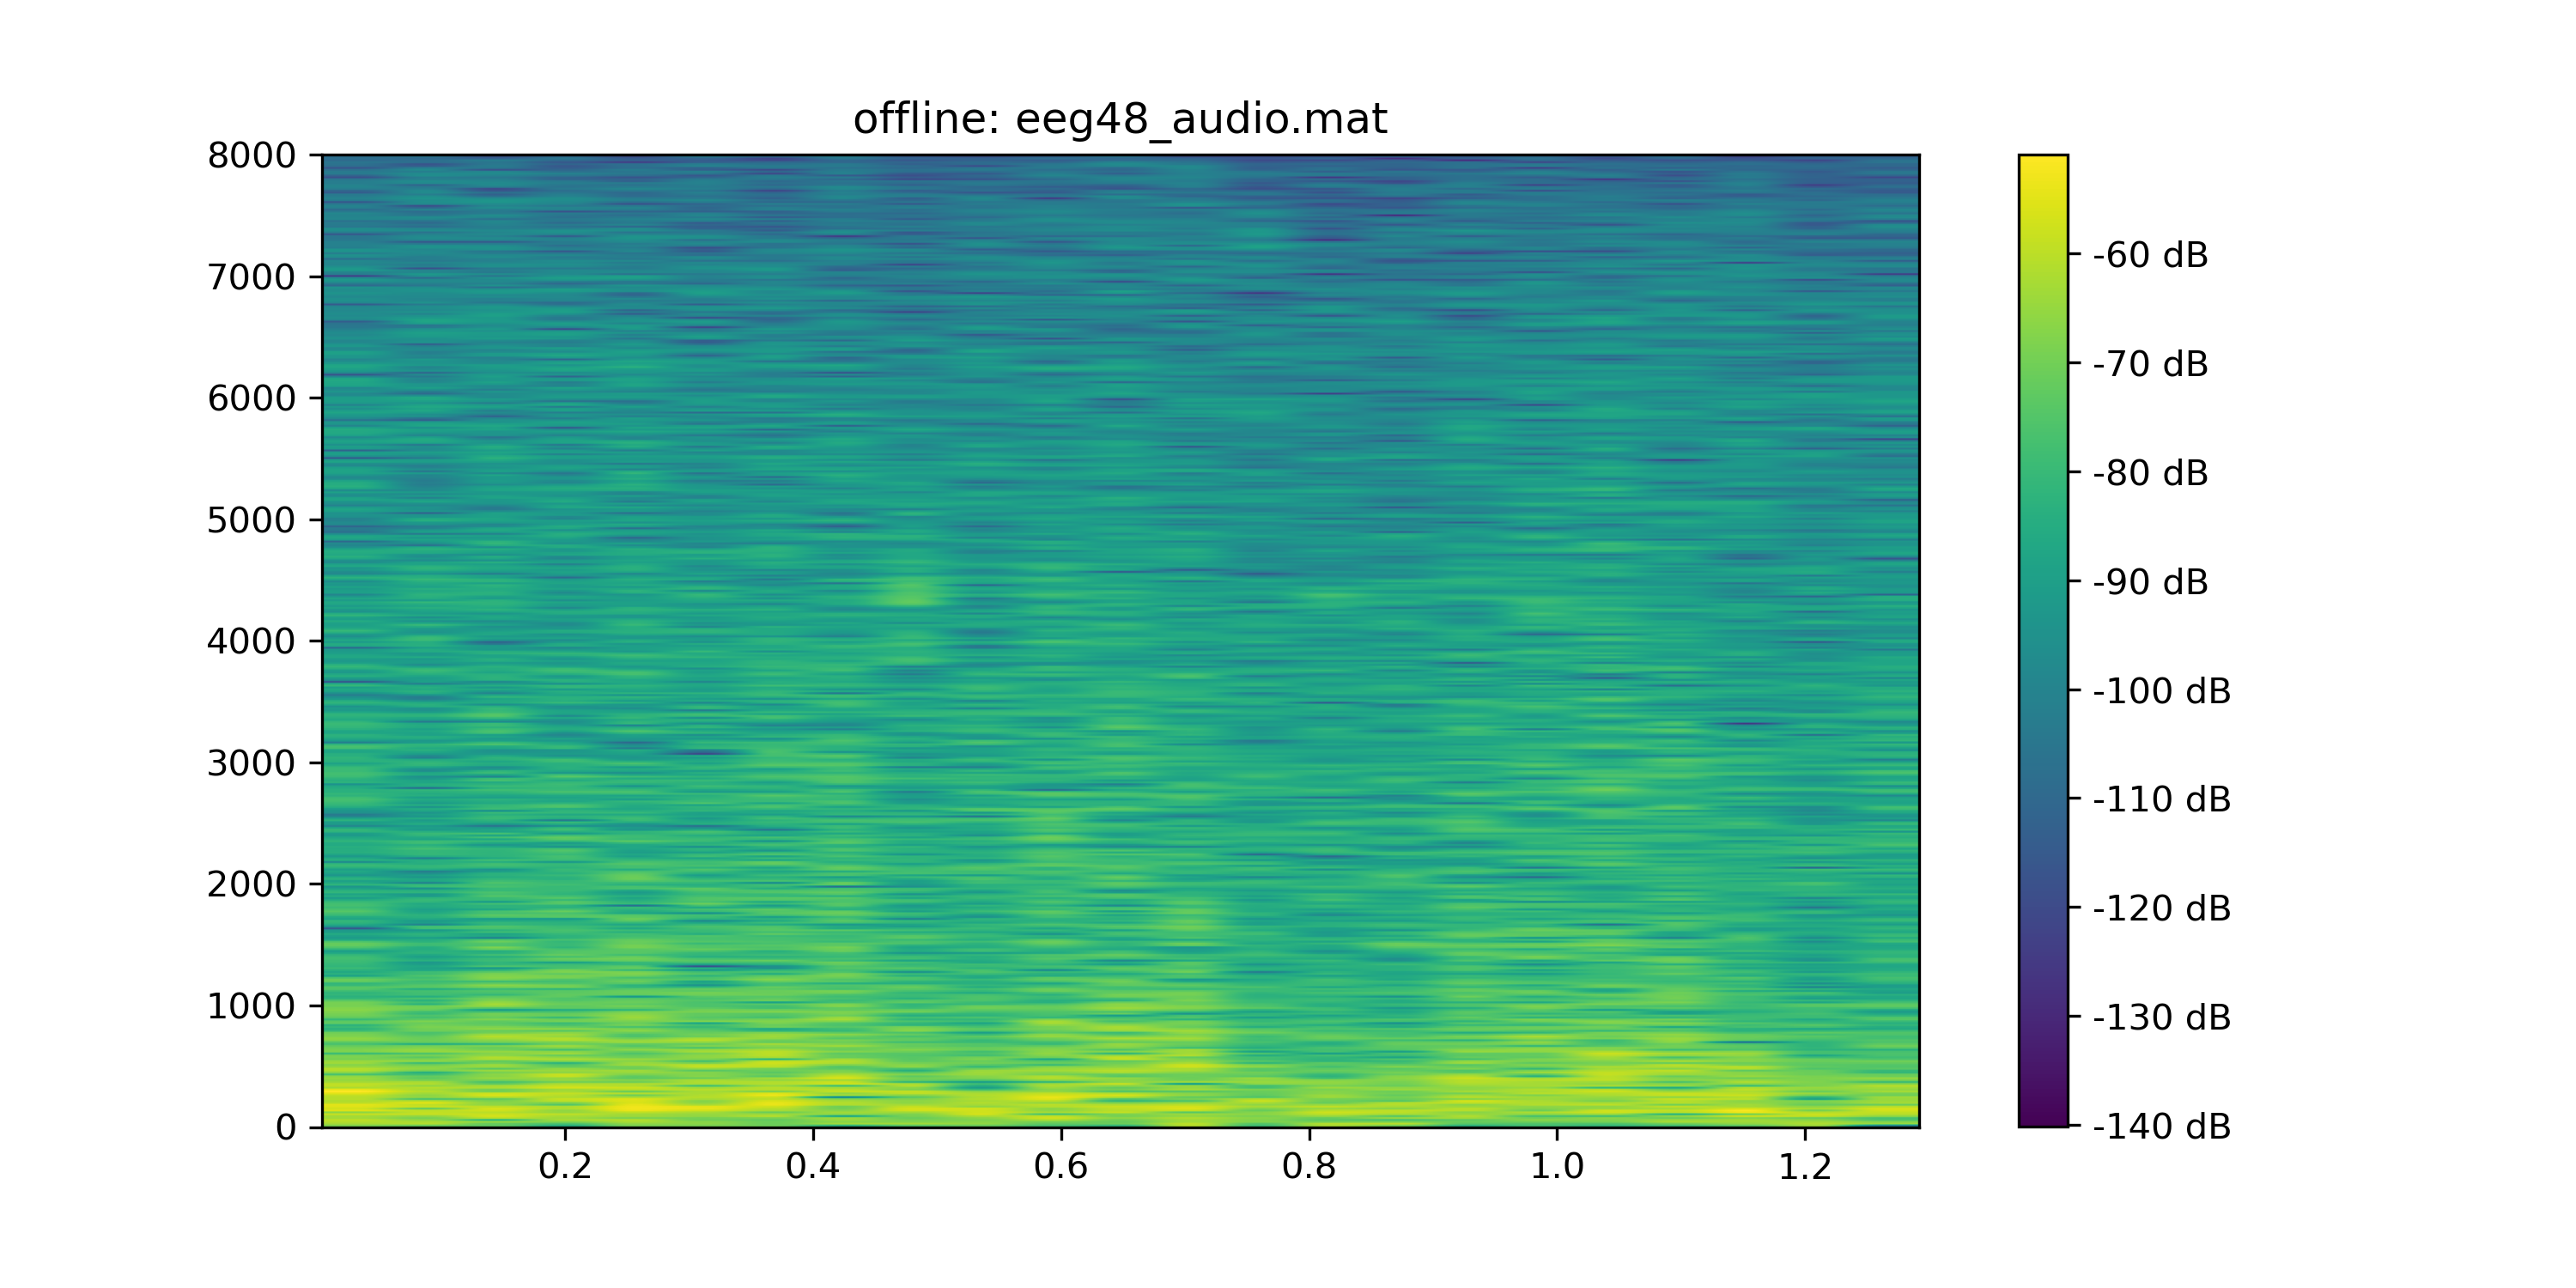 offline: eeg48_audio.mat
8000
7000
6000
5000
4000
3000
2000
1000
0
0.2 0.4 0.6 0.8 1.0 1.2
-60 dB
-70 dB
-80 dB
-90 dB
-100 dB
-110 dB
-120 dB
-130 dB
-140 dB